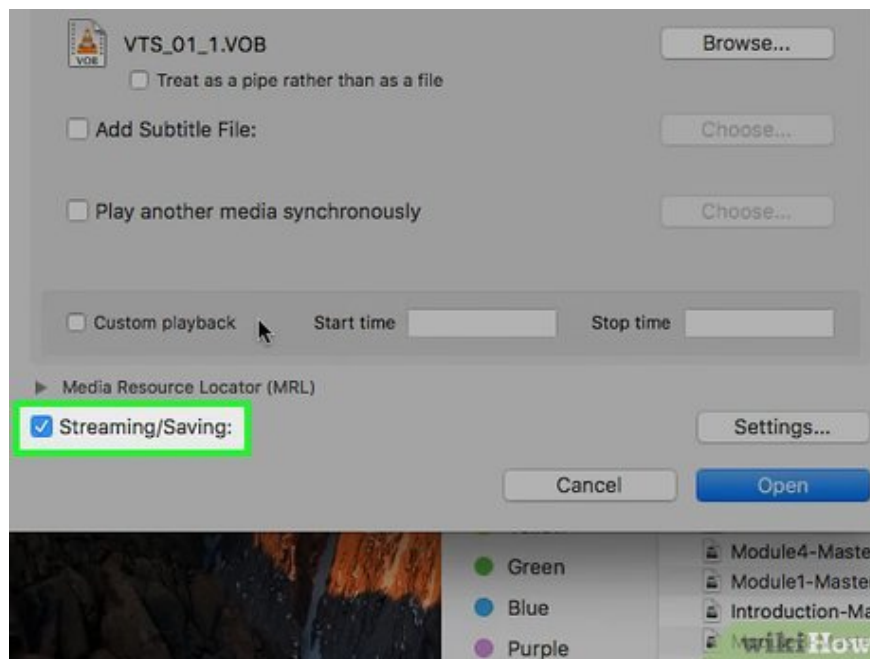 VTS_01_1.VOB
Browse...
VOB
Treat as a pipe rather than as a file
Add Subtitle File:
Choose...
Play another media synchronously
Choose...
Custom playback
Start time
Stop time
Media Resource Locator (MRL)
Streaming/Saving:
Settings...
Cancel
Open
Module4-Maste
Green
Module1-Master
Blue
Introduction-Ma
Purple
wikiHow